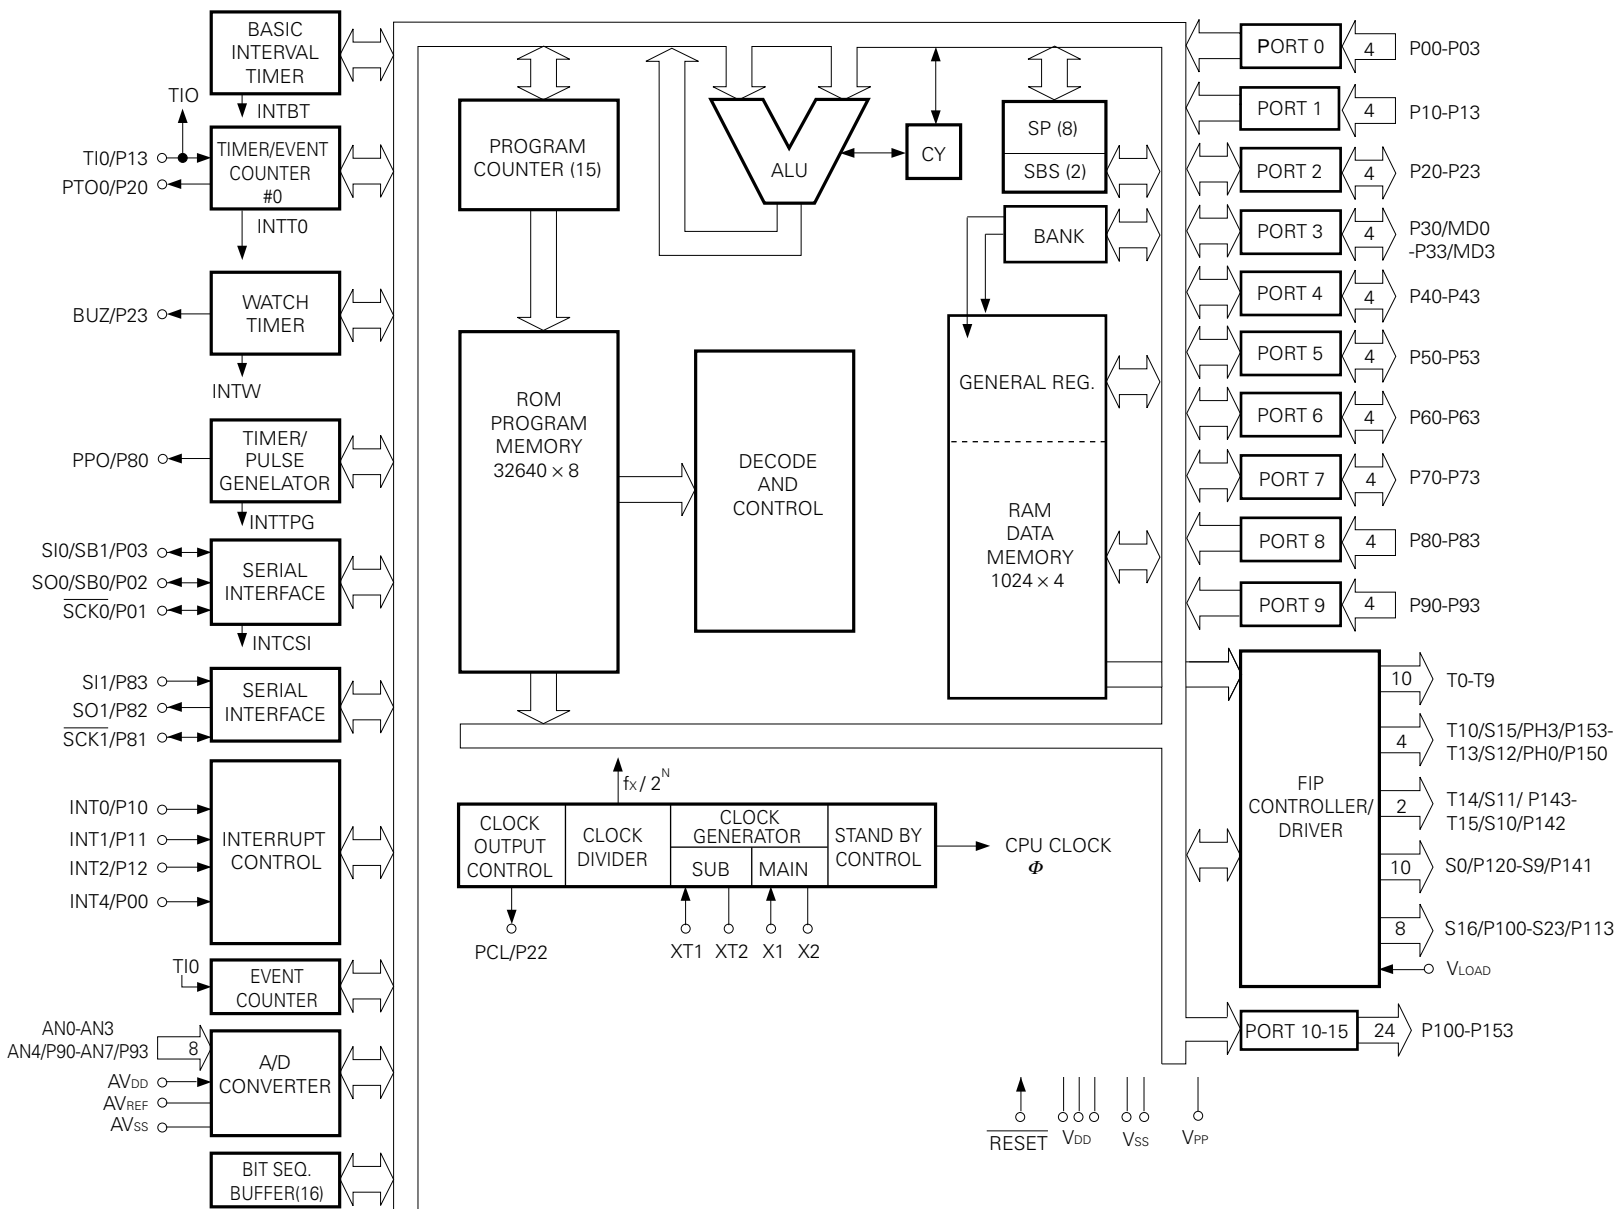 BASIC
INTERVAL
TIMER
TIO
INTBT
TI0/P13
PTO0/P20
TIMER/EVENT
COUNTER
#0
INTT0
BUZ/P23
WATCH
TIMER
INTW
PPO/P80
TIMER/
PULSE
GENELATOR
INTTPG
SI0/SB1/P03
SO0/SB0/P02
SCK0/P01
SERIAL
INTERFACE
INTCSI
SI1/P83
SO1/P82
SCK1/P81
SERIAL
INTERFACE
INT0/P10
INT1/P11
INT2/P12
INT4/P00
INTERRUPT
CONTROL
TI0
EVENT
COUNTER
AN0-AN3
AN4/P90-AN7/P93
8
AVDD
AVREF
AVSS
A/D
CONVERTER
BIT SEQ.
BUFFER(16)
PROGRAM
COUNTER (15)
ALU
CY
SP (8)
SBS (2)
BANK
ROM
PROGRAM
MEMORY
32640 × 8
DECODE
AND
CONTROL
GENERAL REG.
RAM
DATA
MEMORY
1024 × 4
fX / 2N
CLOCK
OUTPUT
CONTROL
CLOCK
DIVIDER
CLOCK
GENERATOR
SUB
MAIN
STAND BY
CONTROL
CPU CLOCK
Φ
PCL/P22
XT1
XT2
X1
X2
RESET
VDD
VSS
VPP
PORT 0
4
P00-P03
PORT 1
4
P10-P13
PORT 2
4
P20-P23
PORT 3
4
P30/MD0
-P33/MD3
PORT 4
4
P40-P43
PORT 5
4
P50-P53
PORT 6
4
P60-P63
PORT 7
4
P70-P73
PORT 8
4
P80-P83
PORT 9
4
P90-P93
FIP
CONTROLLER/
DRIVER
10
T0-T9
4
T10/S15/PH3/P153-
T13/S12/PH0/P150
2
T14/S11/ P143-
T15/S10/P142
10
S0/P120-S9/P141
8
S16/P100-S23/P113
VLOAD
PORT 10-15
24
P100-P153